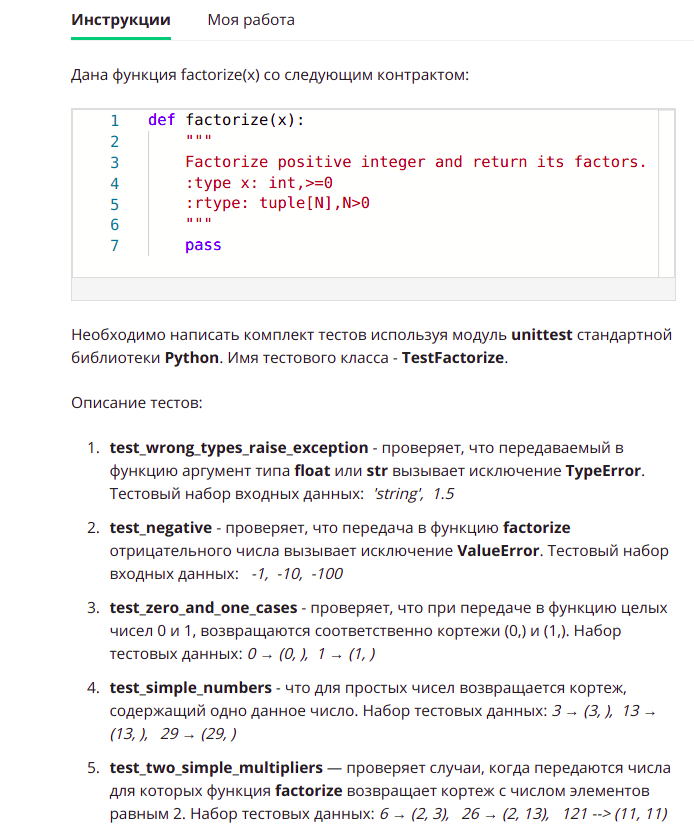 Инструкции Моя работа
Дана функция factorize(x) со следующим контрактом:
1 def factorize(x):
2 """
3 Factorize positive integer and return its factors.
4 :type x: int,>=0
5 :rtype: tuple[N],N>0
6 """
7 pass
Необходимо написать комплект тестов используя модуль unittest стандартной
библиотеки Python. Имя тестового класса - TestFactorize.
Описание тестов:
1. test_wrong_types_raise_exception - проверяет, что передаваемый в
функцию аргумент типа float или str вызывает исключение TypeError.
Тестовый набор входных данных: 'string', 1.5
2. test_negative - проверяет, что передача в функцию factorize
отрицательного числа вызывает исключение ValueError. Тестовый набор
входных данных: -1, -10, -100
3. test_zero_and_one_cases - проверяет, что при передаче в функцию целых
чисел 0 и 1, возвращаются соответственно кортежи (0,) и (1,). Набор
тестовых данных: 0 → (0, ), 1 → (1, )
4. test_simple_numbers - что для простых чисел возвращается кортеж,
содержащий одно данное число. Набор тестовых данных: 3 → (3, ), 13 →
(13, ), 29 → (29, )
5. test_two_simple_multipliers — проверяет случаи, когда передаются числа
для которых функция factorize возвращает кортеж с числом элементов
равным 2. Набор тестовых данных: 6 → (2, 3), 26 → (2, 13), 121 --> (11, 11)